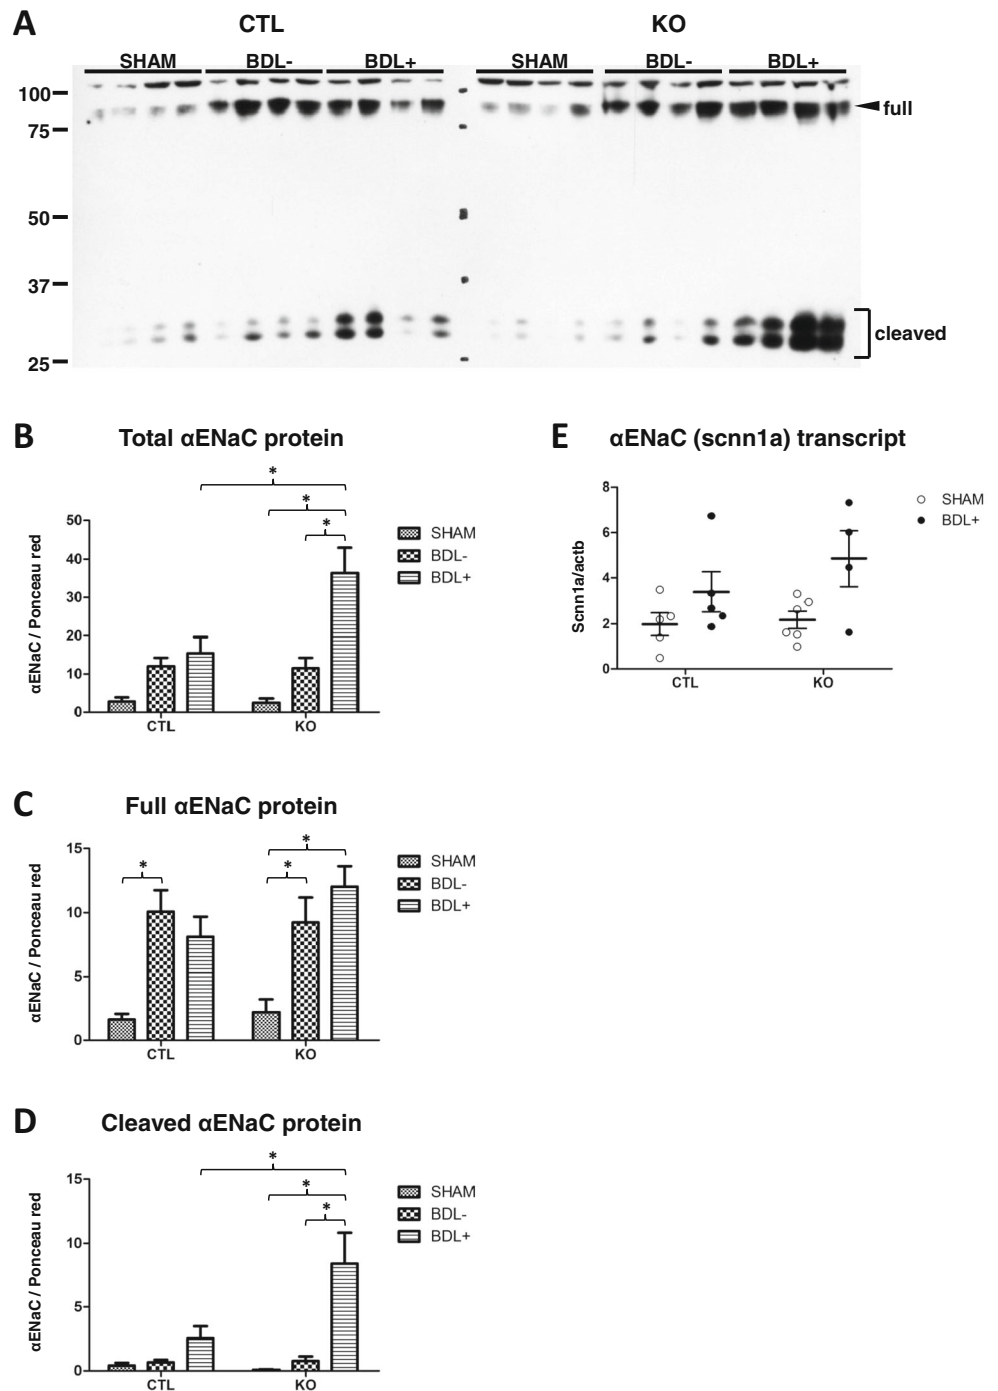 A
CTL
KO
SHAM
BDL-
BDL+
SHAM
BDL-
BDL+
100
75
50
37
25
full
cleaved
B
Total αENaC protein
*
*
*
αENaC / Ponceau red
50
40
30
20
10
0
CTL
KO
SHAM
BDL-
BDL+
E
αENaC (scnn1a) transcript
Scnn1a/actb
8
6
4
2
0
CTL
KO
SHAM
BDL+
C
Full αENaC protein
*
*
*
αENaC / Ponceau red
15
10
5
0
CTL
KO
SHAM
BDL-
BDL+
D
Cleaved αENaC protein
*
*
*
αENaC / Ponceau red
15
10
5
0
CTL
KO
SHAM
BDL-
BDL+